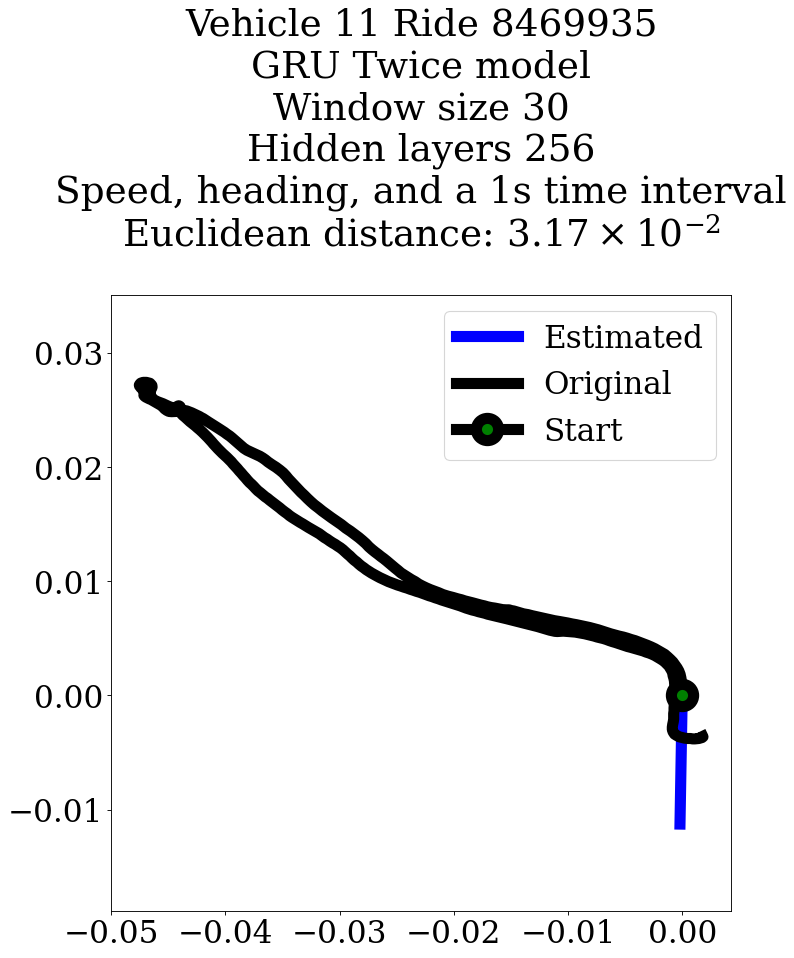 Vehicle 11 Ride 8469935
GRU Twice model
Window size 30
Hidden layers 256
Speed, heading, and a 1s time interval
Euclidean distance: 3.17 × 10⁻²
Estimated
Original
Start
0.03
0.02
0.01
0.00
−0.01
−0.05 −0.04 −0.03 −0.02 −0.01 0.00